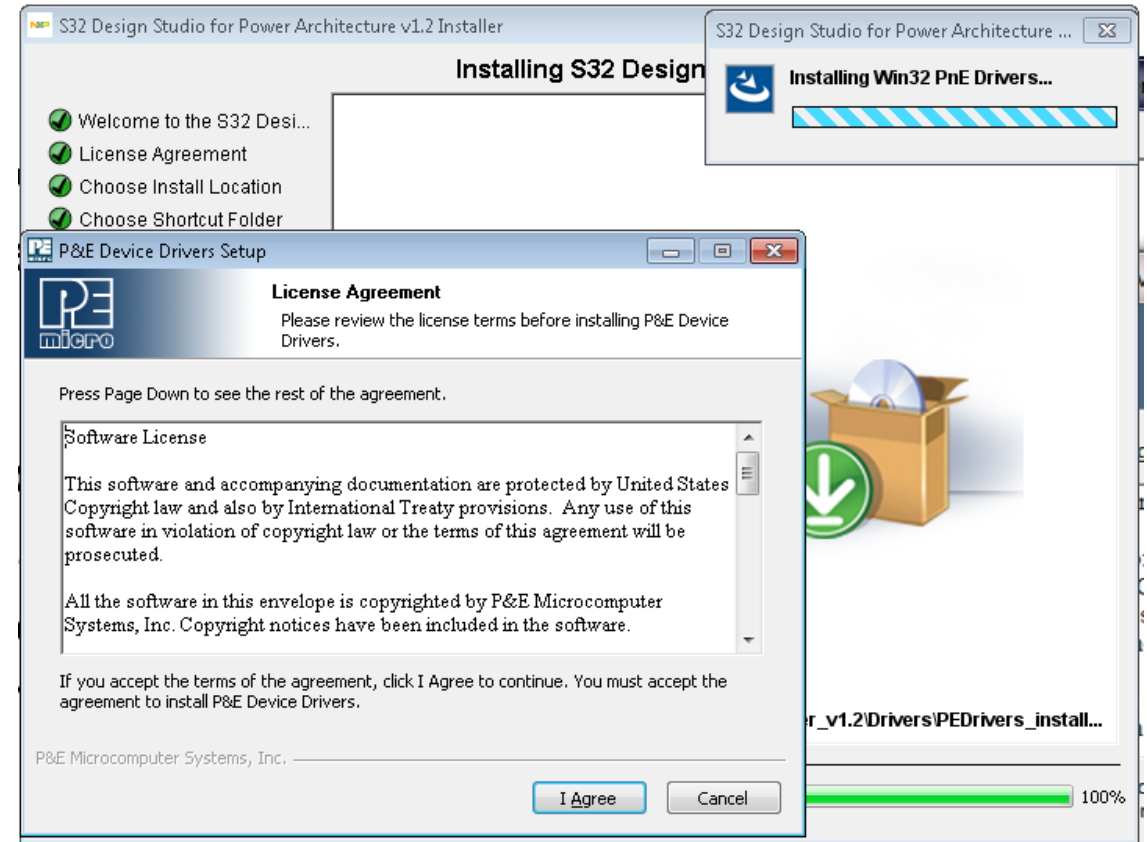 S32 Design Studio for Power Architecture v1.2 Installer
S32 Design Studio for Power Architecture ...
Installing S32 Design
Installing Win32 PnE Drivers...
Welcome to the S32 Desi...
License Agreement
Choose Install Location
Choose Shortcut Folder
P&E Device Drivers Setup
PE
micro
License Agreement
Please review the license terms before installing P&E Device
Drivers.
Press Page Down to see the rest of the agreement.
Software License
This software and accompanying documentation are protected by United States
Copyright law and also by International Treaty provisions.  Any use of this
software in violation of copyright law or the terms of this agreement will be
prosecuted.
All the software in this envelope is copyrighted by P&E Microcomputer
Systems, Inc. Copyright notices have been included in the software.
If you accept the terms of the agreement, click I Agree to continue. You must accept the
agreement to install P&E Device Drivers.
r_v1.2\Drivers\PEDrivers_install...
P&E Microcomputer Systems, Inc.
I Agree
Cancel
100%